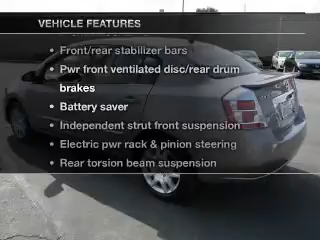 VEHICLE FEATURES
• Front/rear stabilizer bars
• Pwr front ventilated disc/rear drum
brakes
• Battery saver
• Independent strut front suspension
• Electric pwr rack & pinion steering
• Rear torsion beam suspension